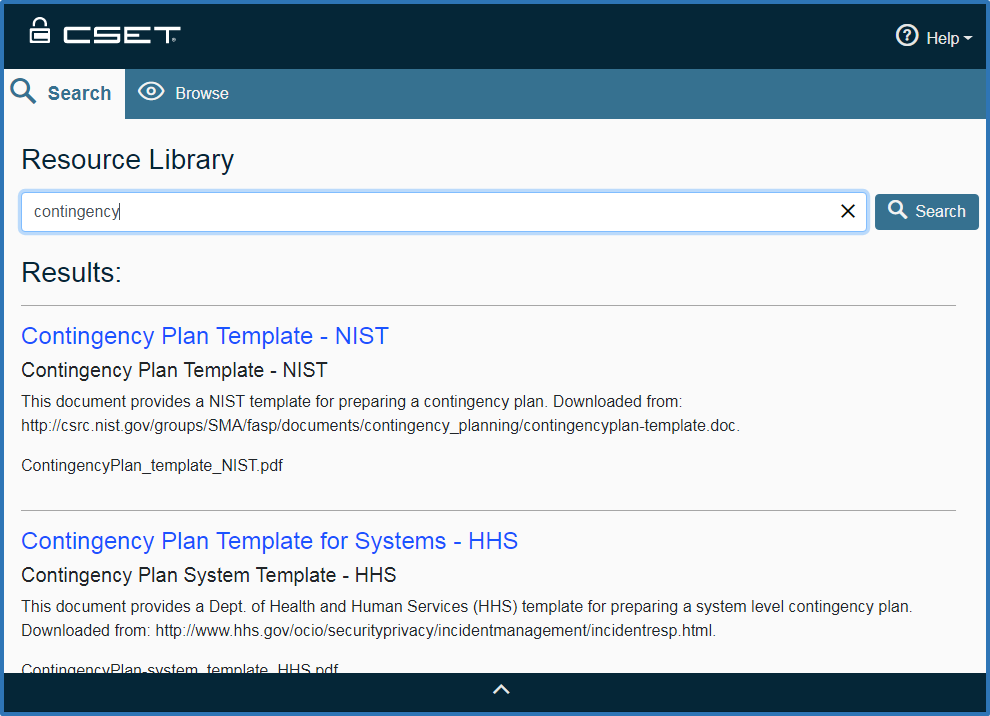 CSET
Help
Search
Browse
Resource Library
contingency
Search
Results:
Contingency Plan Template - NIST
Contingency Plan Template - NIST
This document provides a NIST template for preparing a contingency plan. Downloaded from:
http://csrc.nist.gov/groups/SMA/fasp/documents/contingency_planning/contingencyplan-template.doc.
ContingencyPlan_template_NIST.pdf
Contingency Plan Template for Systems - HHS
Contingency Plan System Template - HHS
This document provides a Dept. of Health and Human Services (HHS) template for preparing a system level contingency plan.
Downloaded from: http://www.hhs.gov/ocio/securityprivacy/incidentmanagement/incidentresp.html.
ContingencyPlan-system_template_HHS.pdf